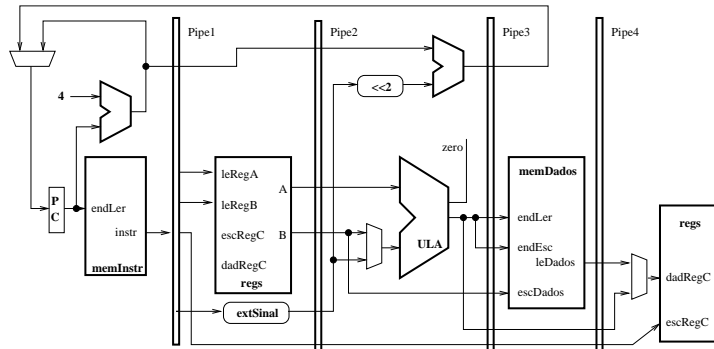 Pipe1
Pipe2
Pipe3
Pipe4
4
<<2
zero
P
C
endLer
instr
memInstr
leRegA
leRegB
escRegC
dadRegC
regs
A
B
extSinal
ULA
memDados
endLer
endEsc
leDados
escDados
regs
dadRegC
escRegC